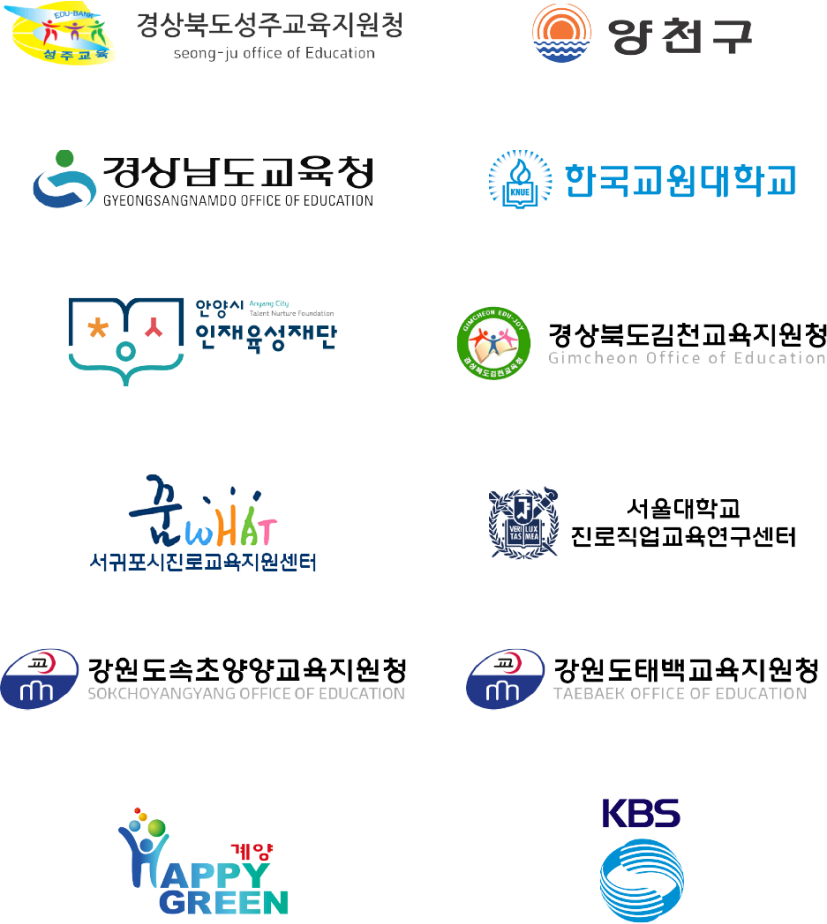 EDU-BANK
성주교육
경상북도성주교육지원청
seong-ju office of Education
양천구
경상남도교육청
GYEONGSANGNAMDO OFFICE OF EDUCATION
KNUE
한국교원대학교
안양시 Anyang City
Talent Nurture Foundation
인재육성재단
GIMCHEON EDU-JOY
경상북도김천교육청
경상북도김천교육지원청
Gimcheon Office of Education
꿈 WHAT
서귀포시진로교육지원센터
VERI LUX
TAS MEA
서울대학교
진로직업교육연구센터
교
강원도속초양양교육지원청
SOKCHOYANGYANG OFFICE OF EDUCATION
교
강원도태백교육지원청
TAEBAEK OFFICE OF EDUCATION
계양
HAPPY
GREEN
KBS